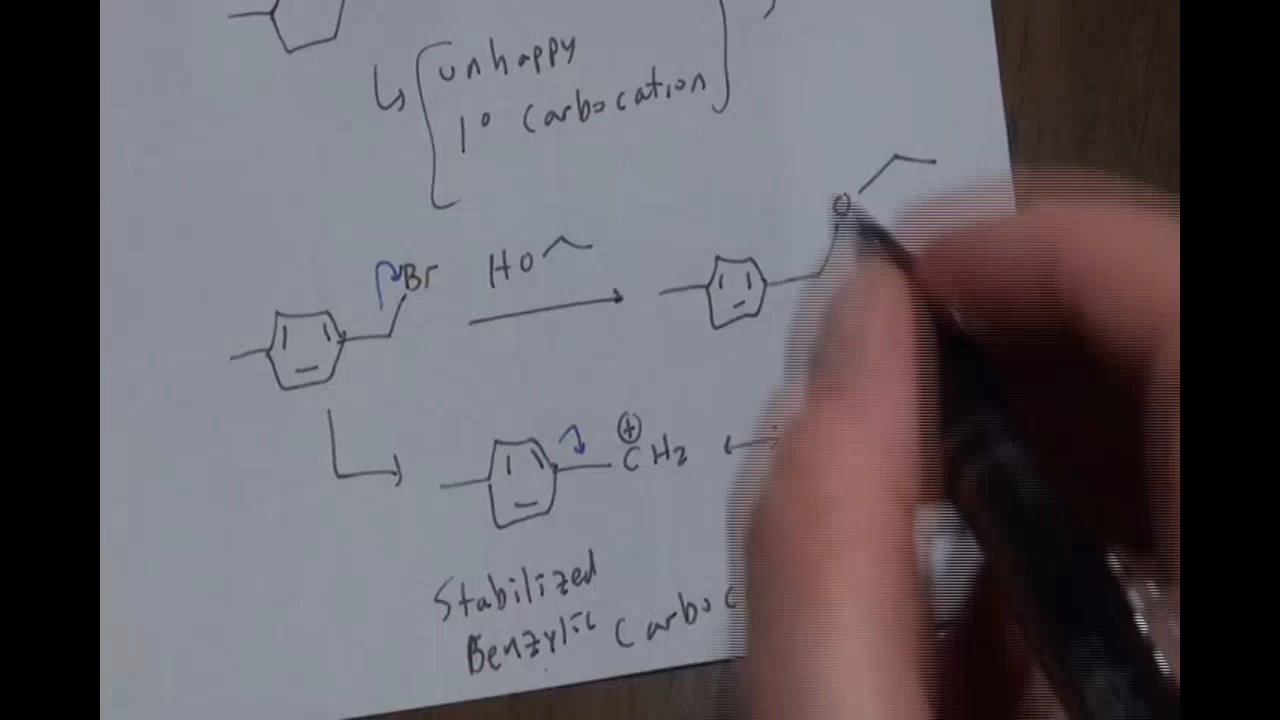 unhappy
1° Carbocation
Br
HO
O
⊕
CH2
Stabilized
Benzylic